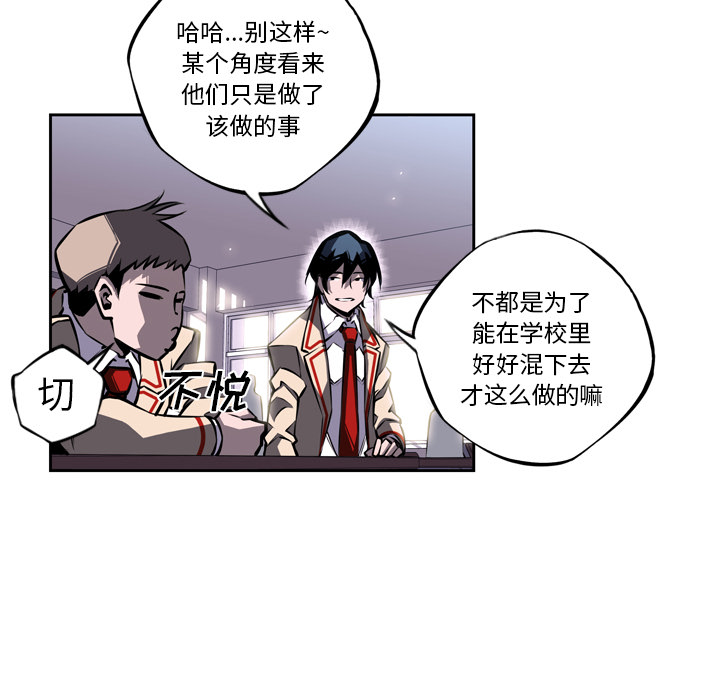 哈哈...别这样~
某个角度看来
他们只是做了
该做的事
不都是为了
能在学校里
好好混下去
才这么做的嘛
切
不悦